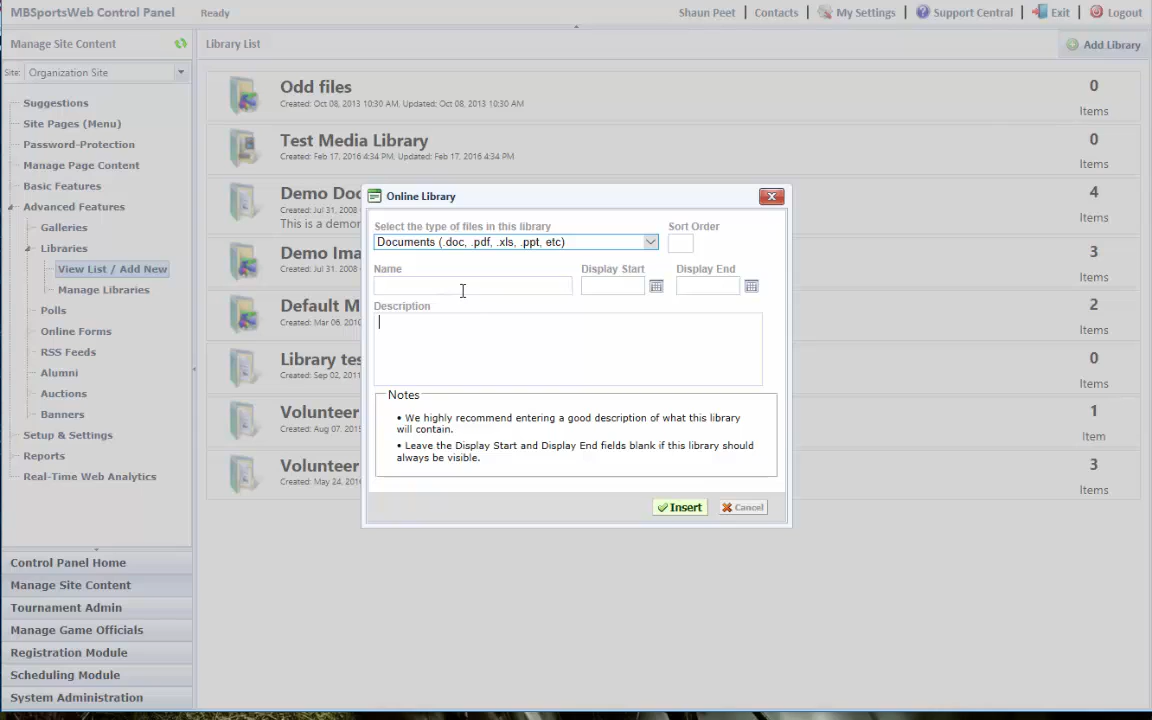 MBSportsWeb Control Panel
Ready
Shaun Peet
Contacts
My Settings
Support Central
Exit
Logout
Manage Site Content
Library List
Add Library
Site:
Organization Site
Suggestions
Site Pages (Menu)
Password-Protection
Manage Page Content
Basic Features
Advanced Features
Galleries
Libraries
View List / Add New
Manage Libraries
Polls
Online Forms
RSS Feeds
Alumni
Auctions
Banners
Setup & Settings
Reports
Real-Time Web Analytics
Control Panel Home
Manage Site Content
Tournament Admin
Manage Game Officials
Registration Module
Scheduling Module
System Administration
Odd files
Created: Oct 08, 2013 10:30 AM, Updated: Oct 08, 2013 10:30 AM
0
Items
Test Media Library
Created: Feb 17, 2016 4:34 PM, Updated: Feb 17, 2016 4:34 PM
0
Items
Demo Doc
Created: Jul 31, 2008
This is a demon
4
Items
Demo Ima
Created: Jul 31, 2008
3
Items
Default M
Created: Mar 06, 2010
2
Items
Library tes
Created: Sep 02, 2011
0
Items
Volunteer
Created: Aug 07, 201
1
Item
Volunteer
Created: May 24, 201
3
Items
Online Library
Select the type of files in this library
Sort Order
Documents (.doc, .pdf, .xls, .ppt, etc)
Name
Display Start
Display End
Description
Notes
• We highly recommend entering a good description of what this library
will contain.
• Leave the Display Start and Display End fields blank if this library should
always be visible.
Insert
Cancel